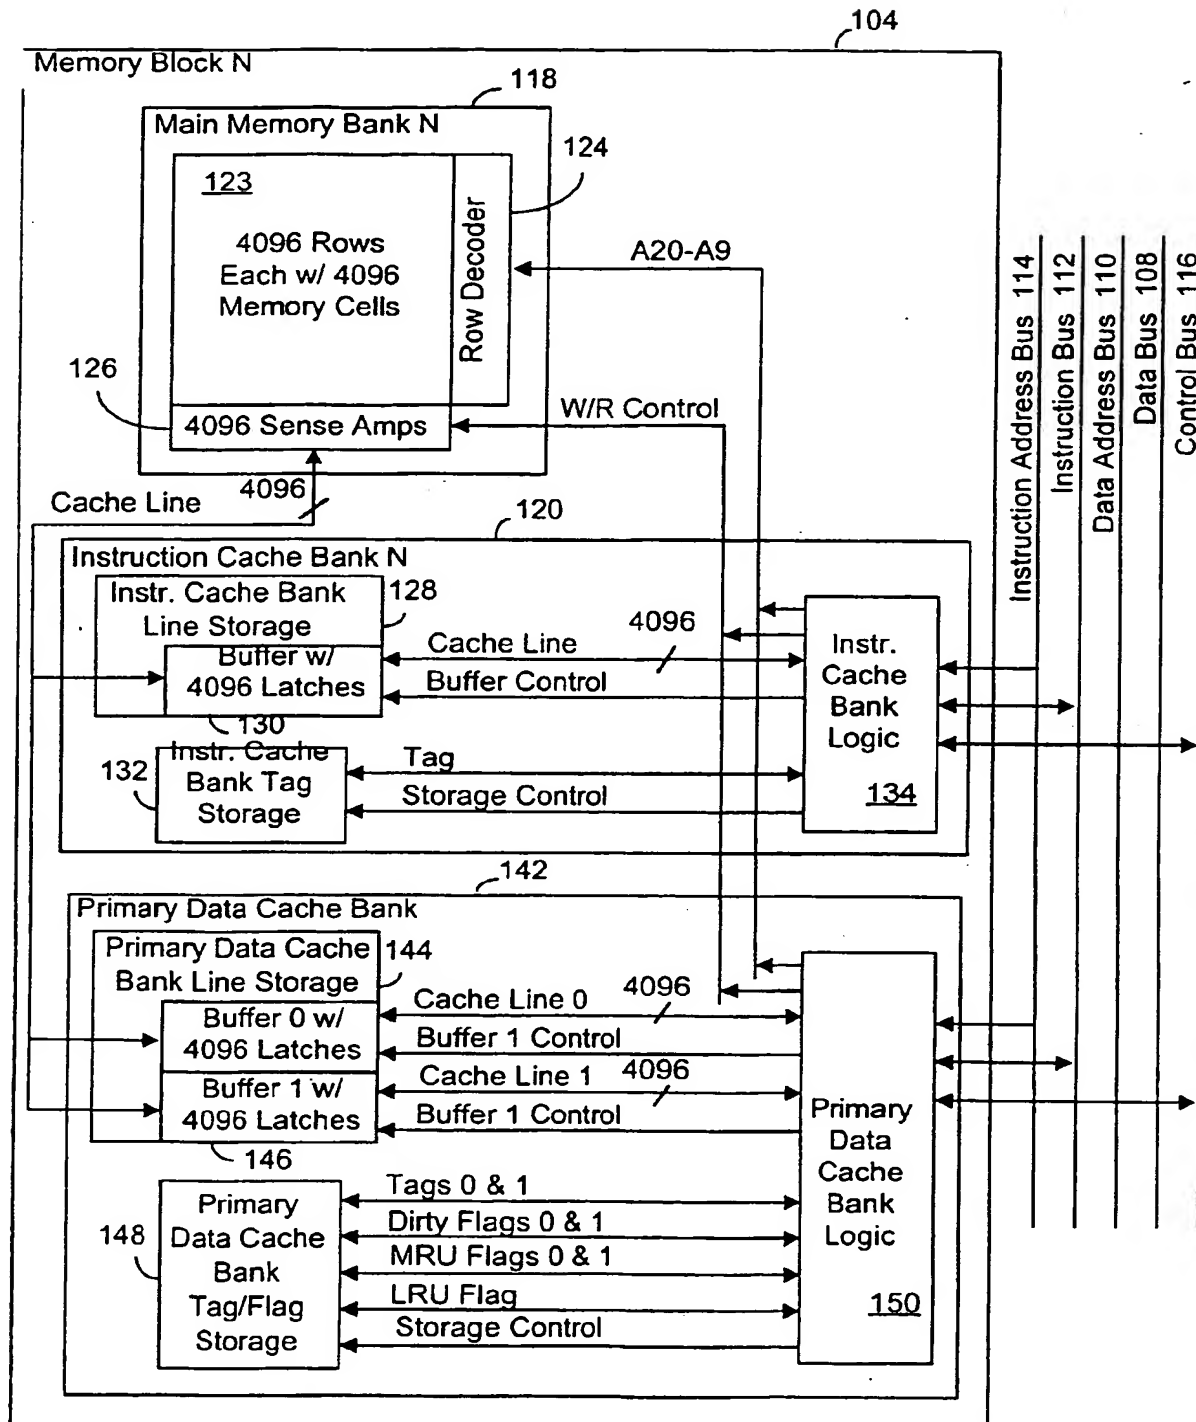 104
Memory Block N
118
Main Memory Bank N
124
123
4096 Rows
Each w/ 4096
Memory Cells
Row Decoder
A20-A9
126
4096 Sense Amps
W/R Control
4096
Cache Line
Instruction Address Bus 114
Instruction Bus 112
Data Address Bus 110
Data Bus 108
Control Bus 116
120
Instruction Cache Bank N
Instr. Cache Bank
Line Storage
128
Buffer w/
4096 Latches
130
Cache Line
4096
Buffer Control
Instr.
Cache
Bank
Logic
134
132
Instr. Cache
Bank Tag
Storage
Tag
Storage Control
142
Primary Data Cache Bank
Primary Data Cache
Bank Line Storage
144
Buffer 0 w/
4096 Latches
Buffer 1 w/
4096 Latches
146
Cache Line 0
4096
Buffer 1 Control
Cache Line 1
4096
Buffer 1 Control
Primary
Data
Cache
Bank
Logic
150
148
Primary
Data Cache
Bank
Tag/Flag
Storage
Tags 0 & 1
Dirty Flags 0 & 1
MRU Flags 0 & 1
LRU Flag
Storage Control